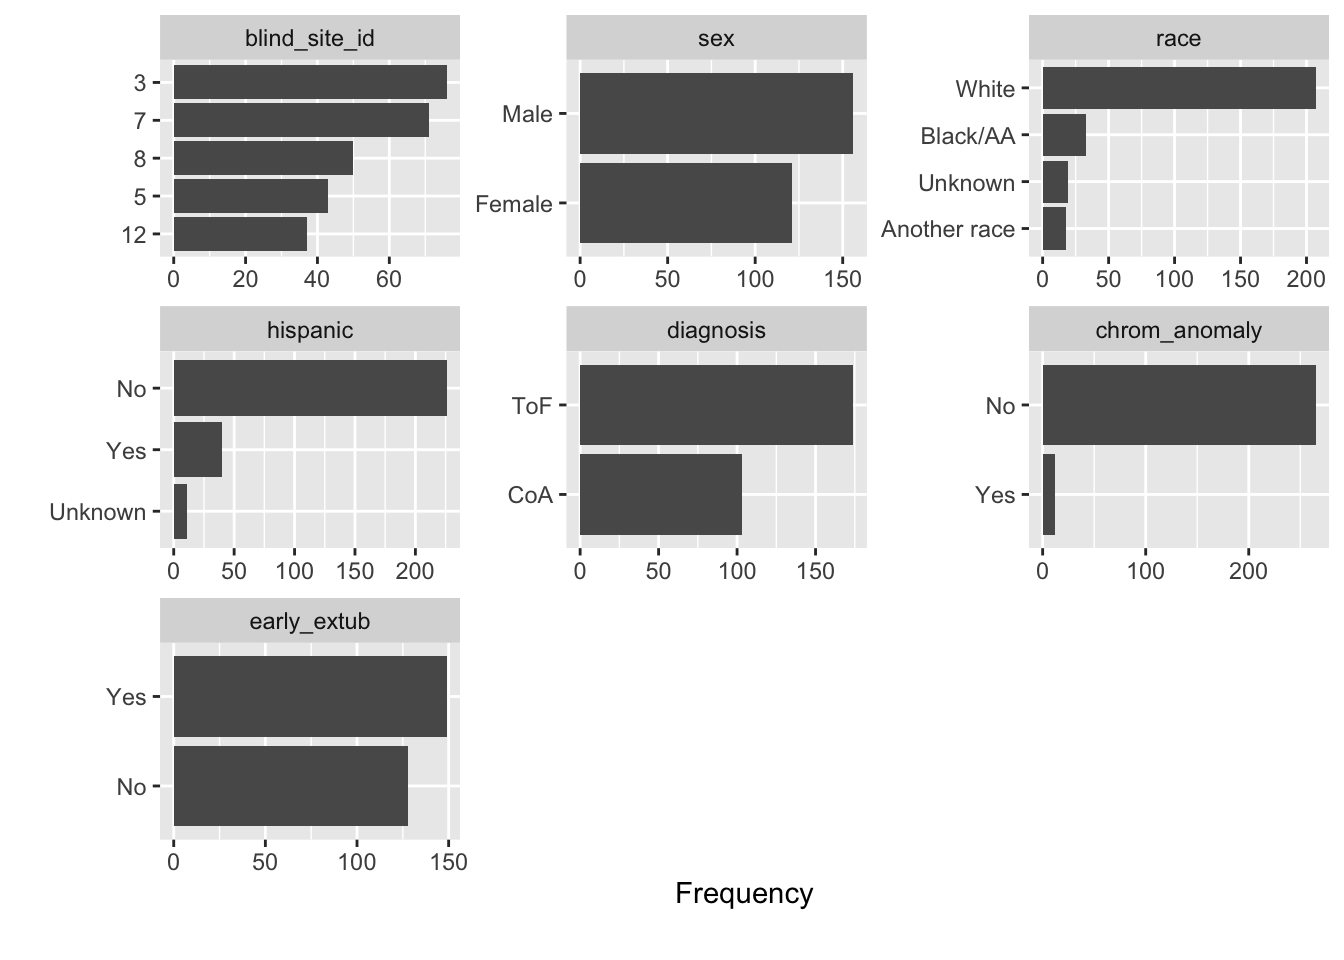 blind_site_id
3
7
8
5
12
0 20 40 60
sex
Male
Female
0 50 100 150
race
White
Black/AA
Unknown
Another race
0 50 100 150 200
hispanic
No
Yes
Unknown
0 50 100 150 200
diagnosis
ToF
CoA
0 50 100 150
chrom_anomaly
No
Yes
0 100 200
early_extub
Yes
No
0 50 100 150
Frequency